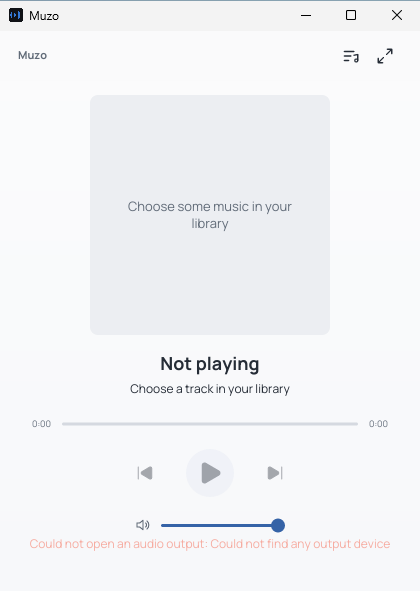 Muzo
Muzo
Choose some music in your
library
Not playing
Choose a track in your library
0:00
0:00
Could not open an audio output: Could not find any output device